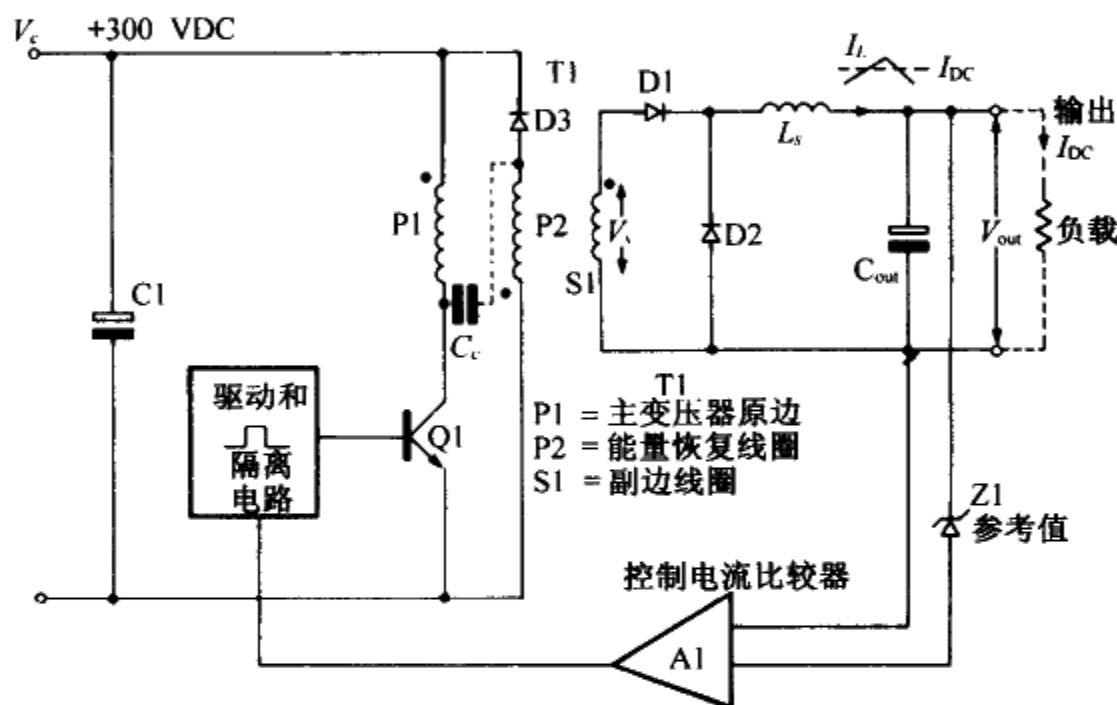 Vc +300 VDC
T1
D3
P1
P2
C1
Cc
驱动和
隔离
电路
Q1
D1
IL
IDC
Ls
输出
IDC
S1
D2
Cout
Vout
负载
T1
P1 = 主变压器原边
P2 = 能量恢复线圈
S1 = 副边线圈
Z1
参考值
控制电流比较器
A1